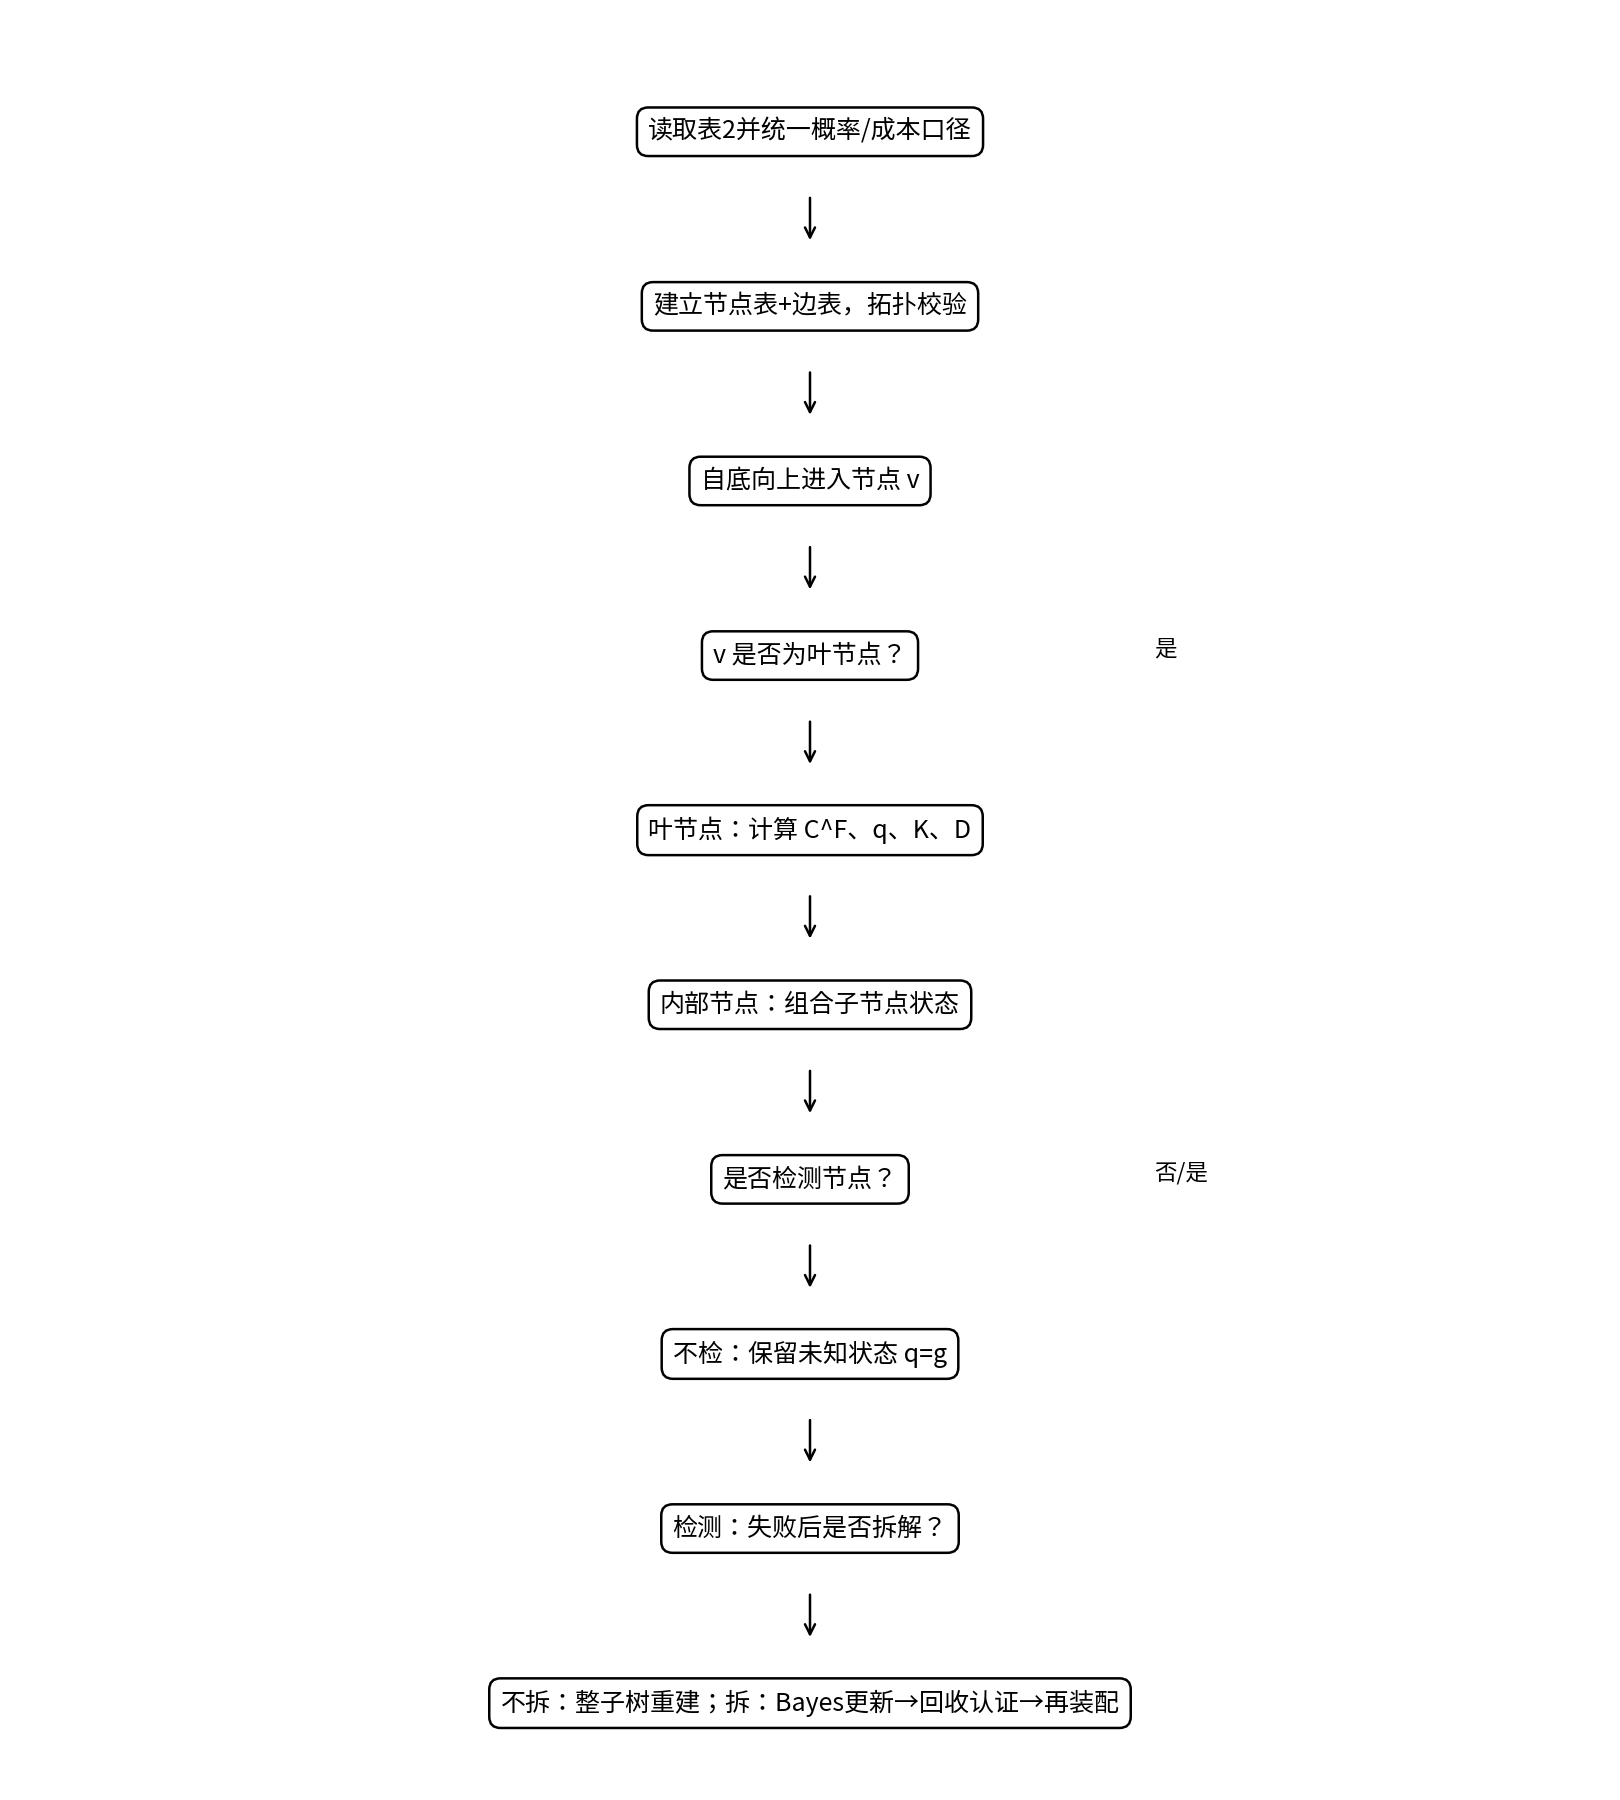 读取表2并统一概率/成本口径
建立节点表+边表，拓扑校验
自底向上进入节点 v
v 是否为叶节点？
是
叶节点：计算 C^F、q、K、D
内部节点：组合子节点状态
是否检测节点？
否/是
不检：保留未知状态 q=g
检测：失败后是否拆解？
不拆：整子树重建；拆：Bayes更新→回收认证→再装配